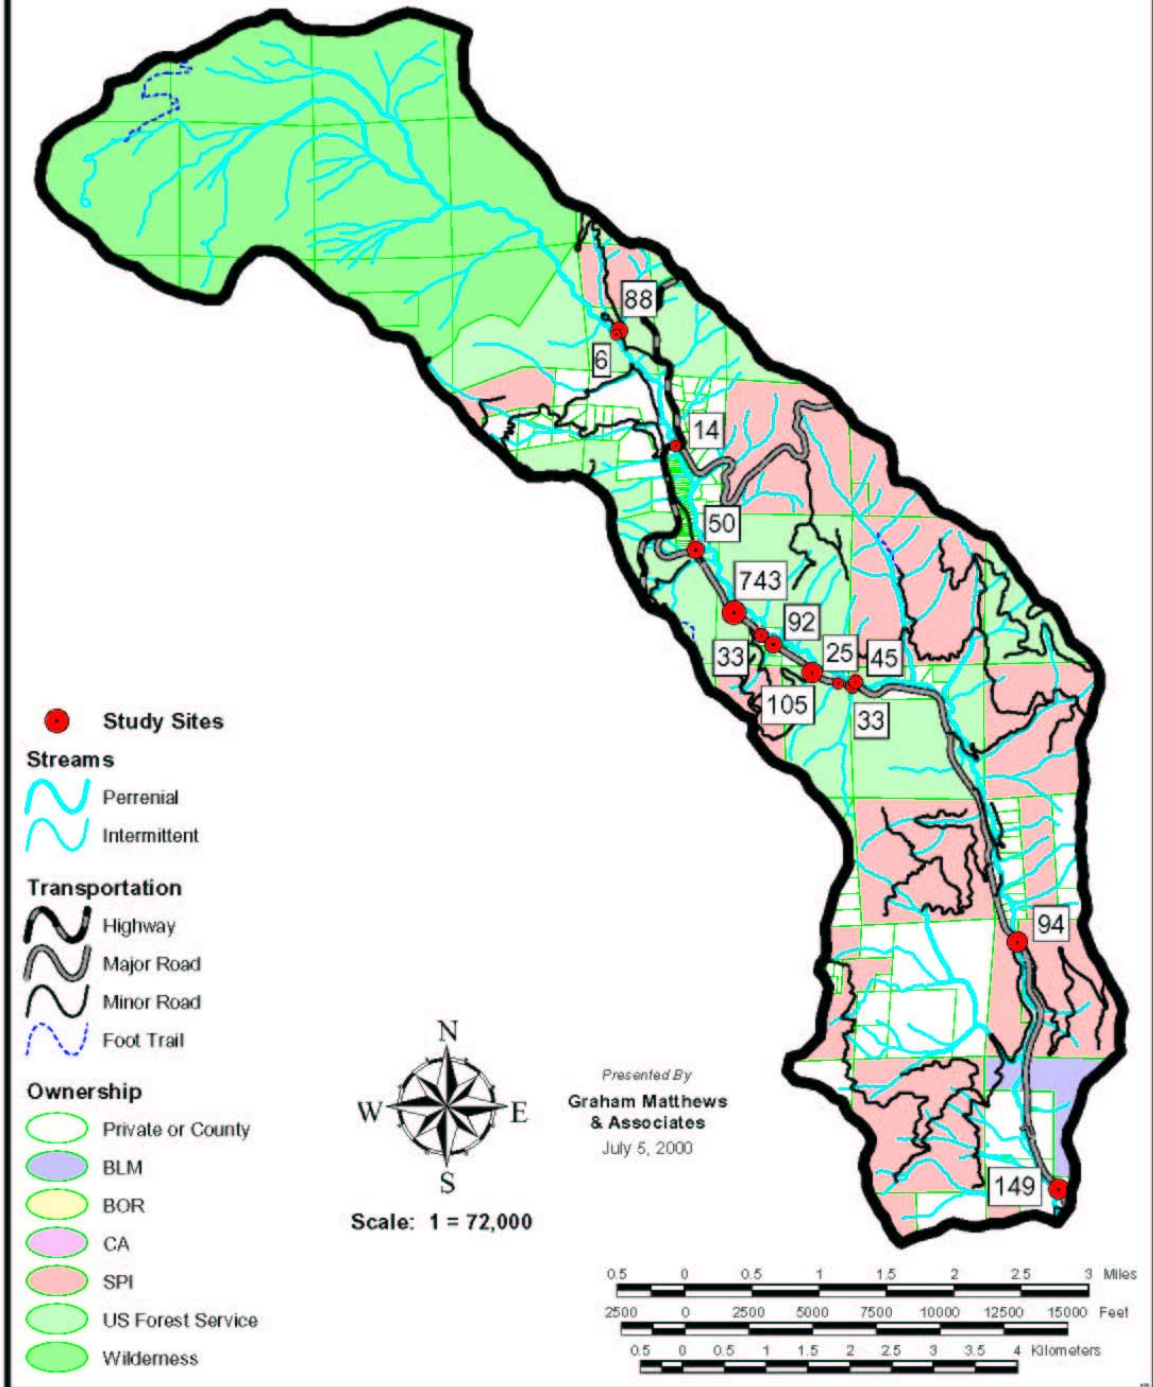 88
6
14
50
743
92
33
25
45
105
33
94
149
Study Sites
Streams
Perrenial
Intermittent
Transportation
Highway
Major Road
Minor Road
Foot Trail
Ownership
Private or County
BLM
BOR
CA
SPI
US Forest Service
Wilderness
N
W E
S
Scale: 1 = 72,000
Presented By
Graham Matthews
& Associates
July 5, 2000
0.5 0 0.5 1 1.5 2 2.5 3 Miles
2500 0 2500 5000 7500 10000 12500 15000 Feet
0.5 0 0.5 1 1.5 2 2.5 3 3.5 4 Kilometers